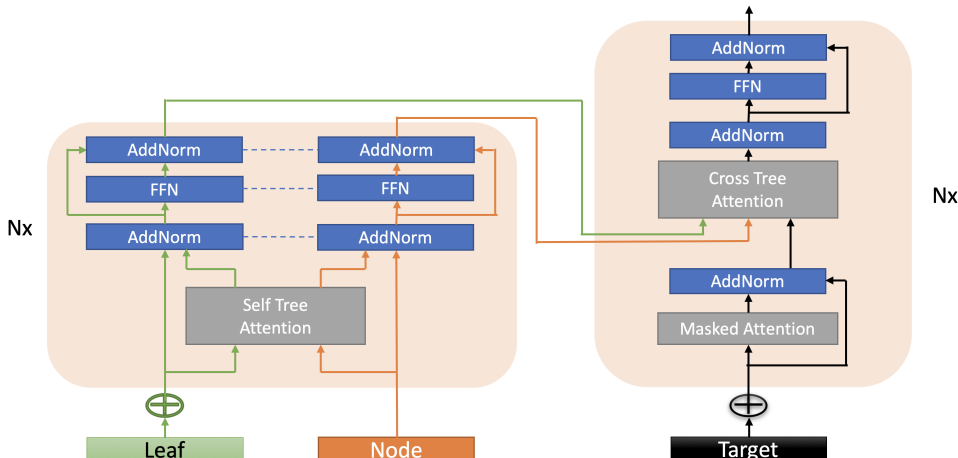 AddNorm
FFN
AddNorm
AddNorm
AddNorm
FFN
FFN
AddNorm
AddNorm
Self Tree
Attention
Nx
Leaf
Node
Cross Tree
Attention
Nx
AddNorm
Masked Attention
Target